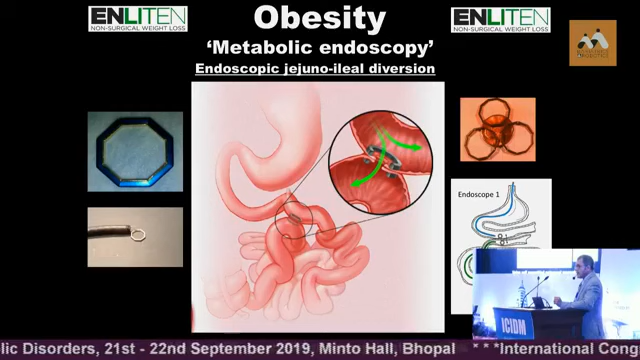 ENLITEN
NON-SURGICAL WEIGHT LOSS
Obesity
ENLITEN
NON-SURGICAL WEIGHT LOSS
'Metabolic endoscopy'
Endoscopic jejuno-ileal diversion
Endoscope 1
ICIDM
lic Disorders, 21st - 22nd September 2019, Minto Hall, Bhopal * * *International Cong